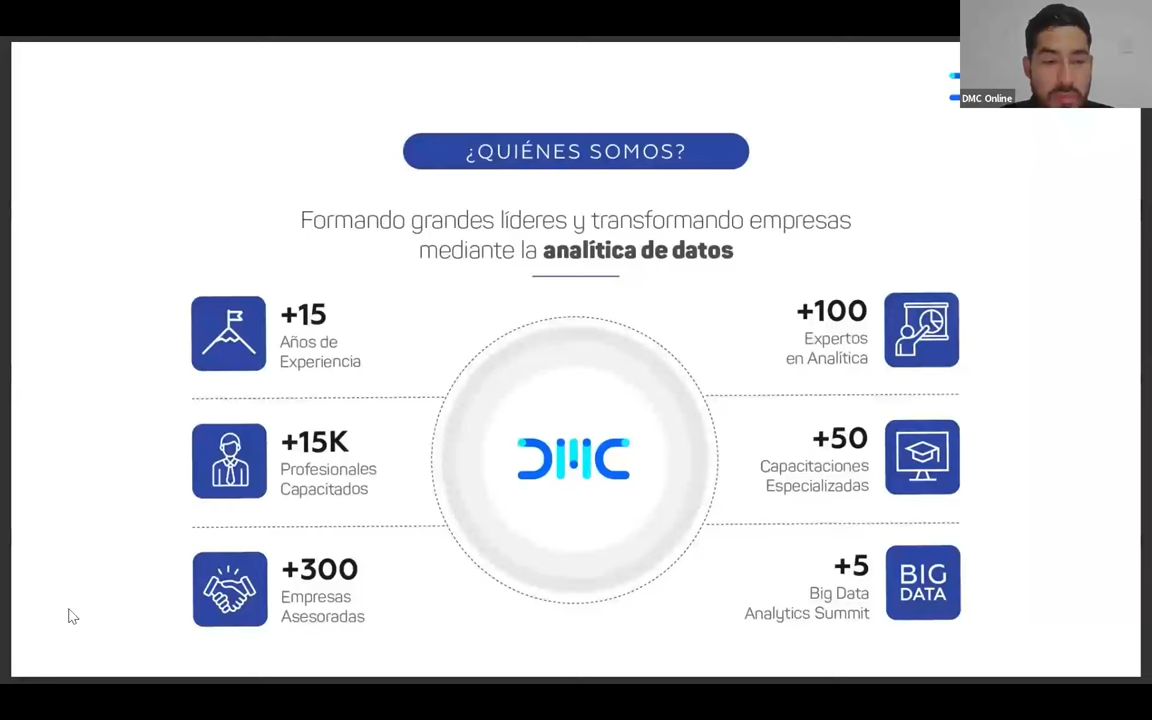 DMC Online
¿QUIÉNES SOMOS?
Formando grandes líderes y transformando empresas
mediante la analítica de datos
+15
Años de
Experiencia
+15K
Profesionales
Capacitados
+300
Empresas
Asesoradas
DMC
+100
Expertos
en Analítica
+50
Capacitaciones
Especializadas
+5
Big Data
Analytics Summit
BIG
DATA